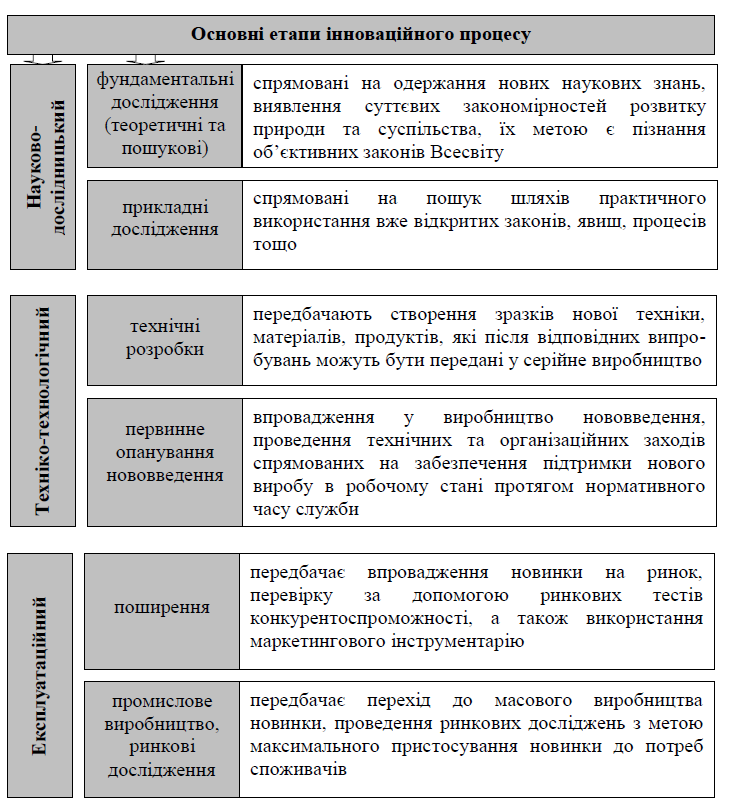 Основні етапи інноваційного процесу
Науково-
дослідницький
фундаментальні
дослідження
(теоретичні та
пошукові)
спрямовані на одержання нових наукових знань,
виявлення суттєвих закономірностей розвитку
природи та суспільства, їх метою є пізнання
об’єктивних законів Всесвіту
прикладні
дослідження
спрямовані на пошук шляхів практичного
використання вже відкритих законів, явищ, процесів
тощо
Техніко-технологічний
технічні
розробки
передбачають створення зразків нової техніки,
матеріалів, продуктів, які після відповідних випро-
бувань можуть бути передані у серійне виробництво
первинне
опанування
нововведення
впровадження у виробництво нововведення,
проведення технічних та організаційних заходів
спрямованих на забезпечення підтримки нового
виробу в робочому стані протягом нормативного
часу служби
Експлуатаційний
поширення
передбачає впровадження новинки на ринок,
перевірку за допомогою ринкових тестів
конкурентоспроможності, а також використання
маркетингового інструментарію
промислове
виробництво,
ринкові
дослідження
передбачає перехід до масового виробництва
новинки, проведення ринкових досліджень з метою
максимального пристосування новинки до потреб
споживачів